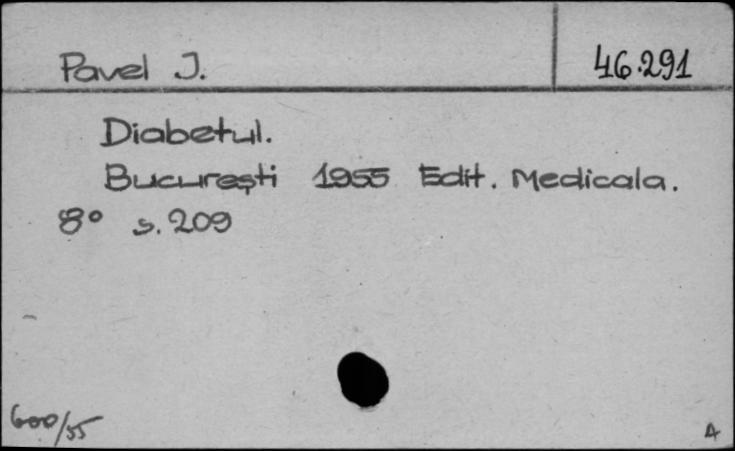 Pavel J. 46.291
Diabetul.
București 1955 Edit. Medicala.
8° s. 209
600/55
4